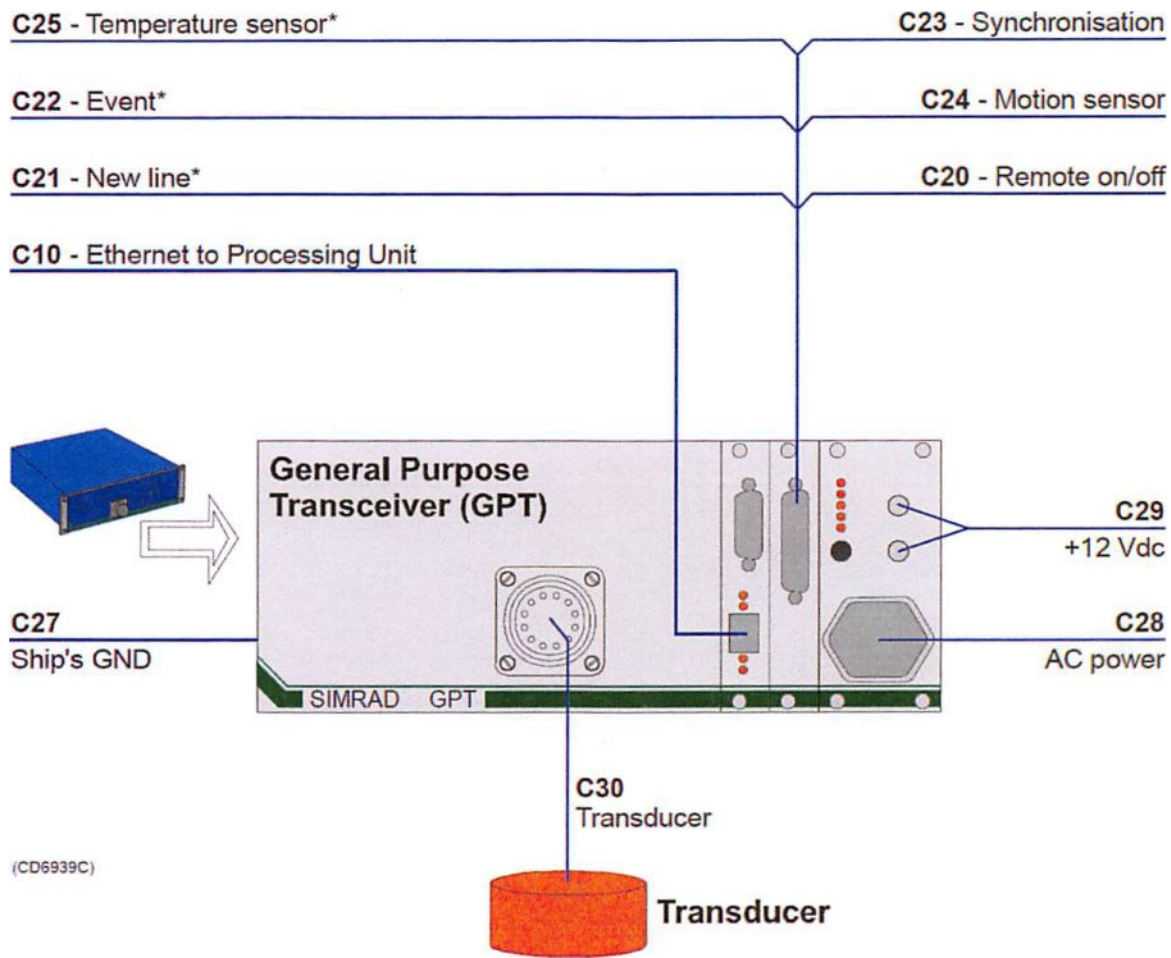 C25 - Temperature sensor*
C23 - Synchronisation
C22 - Event*
C24 - Motion sensor
C21 - New line*
C20 - Remote on/off
C10 - Ethernet to Processing Unit
General Purpose
Transceiver (GPT)
C29
+12 Vdc
C27
Ship's GND
C28
AC power
SIMRAD GPT
C30
Transducer
(CD6939C)
Transducer